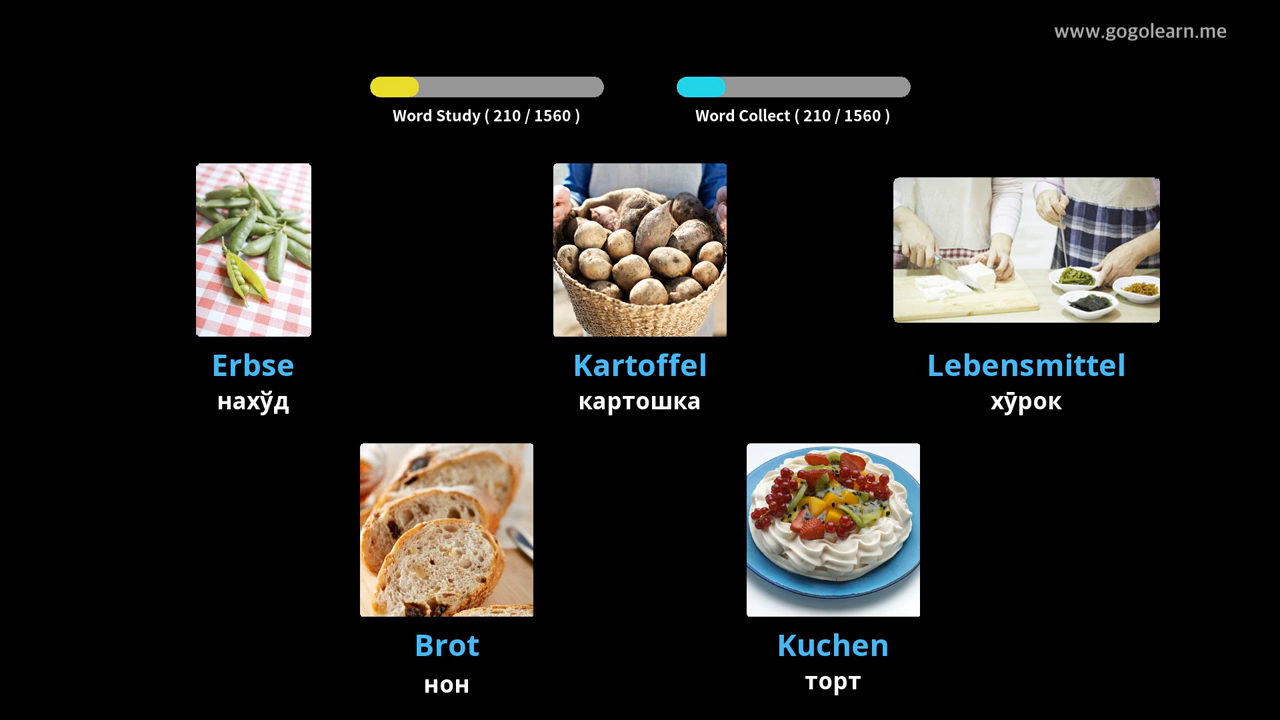 www.gogolearn.me
Word Study ( 210 / 1560 )
Word Collect ( 210 / 1560 )
Erbse
Kartoffel
Lebensmittel
нахӯд
картошка
хӯрок
Brot
Kuchen
нон
торт